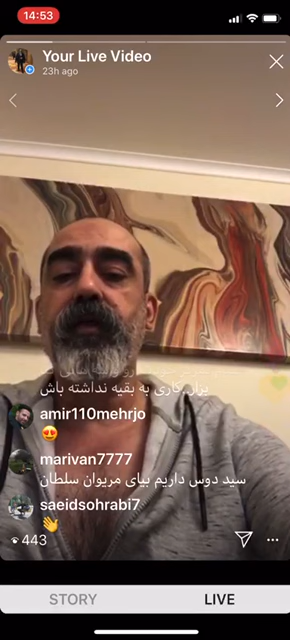 14:53
Your Live Video
23h ago
بزار..کاری به بقیه نداشته باش
amir110mehrjo
😍
marivan7777
سید دوس داریم بیای مریوان سلطان
saeidsohrabi7
👋
443
STORY
LIVE